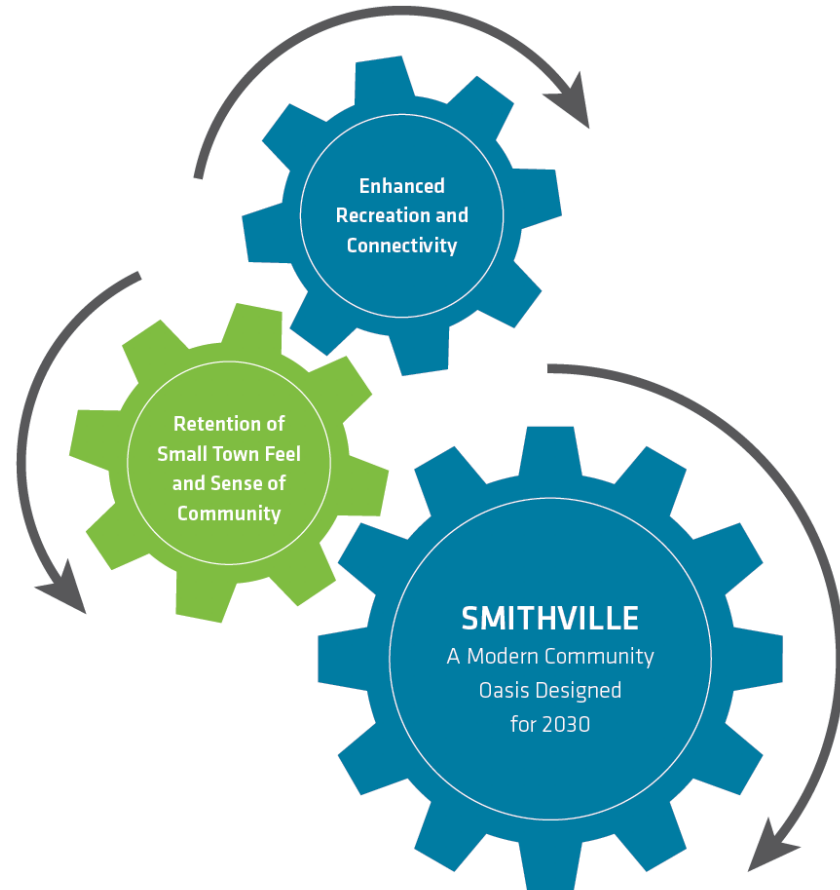 Enhanced
Recreation and
Connectivity
Retention of
Small Town Feel
and Sense of
Community
SMITHVILLE
A Modern Community
Oasis Designed
for 2030